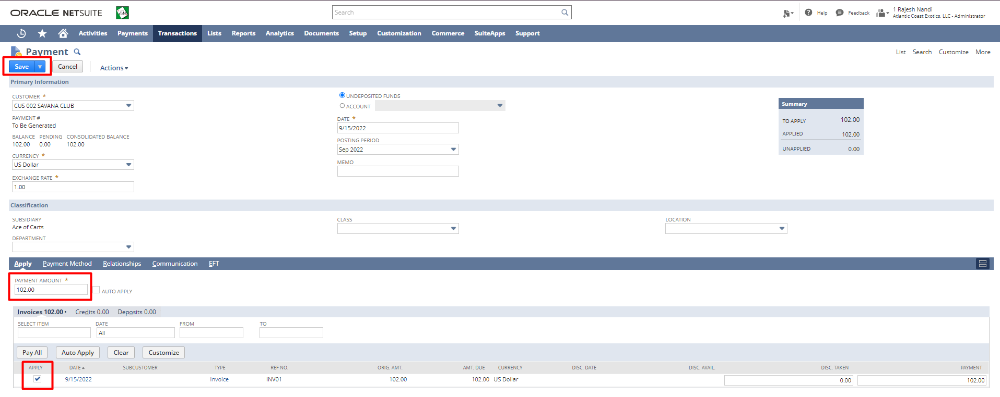 ORACLE NETSUITE
Search
Help
Feedback
1 Rajesh Nandi
Atlantic Coast Exotics, LLC - Administrator
Activities Payments Transactions Lists Reports Analytics Documents Setup Customization Commerce SuiteApps Support
Payment
List Search Customize More
Save Cancel Actions
Primary Information
CUSTOMER *
CUS 002 SAVANA CLUB
PAYMENT #
To Be Generated
BALANCE PENDING CONSOLIDATED BALANCE
102.00 0.00 102.00
CURRENCY *
US Dollar
EXCHANGE RATE *
1.00
UNDEPOSITED FUNDS
ACCOUNT
DATE *
9/15/2022
POSTING PERIOD
Sep 2022
MEMO
Summary
TO APPLY 102.00
APPLIED 102.00
UNAPPLIED 0.00
Classification
SUBSIDIARY
Ace of Carts
DEPARTMENT
CLASS
LOCATION
Apply Payment Method Relationships Communication EFT
PAYMENT AMOUNT *
102.00
AUTO APPLY
Invoices 102.00 • Credits 0.00 Deposits 0.00
SELECT ITEM DATE FROM TO
All
Pay All Auto Apply Clear Customize
APPLY DATE SUBCUSTOMER TYPE REF NO. ORIG. AMT. AMT. DUE CURRENCY DISC. DATE DISC. AVAIL. DISC. TAKEN PAYMENT
9/15/2022 Invoice INV01 102.00 102.00 US Dollar 0.00 102.00